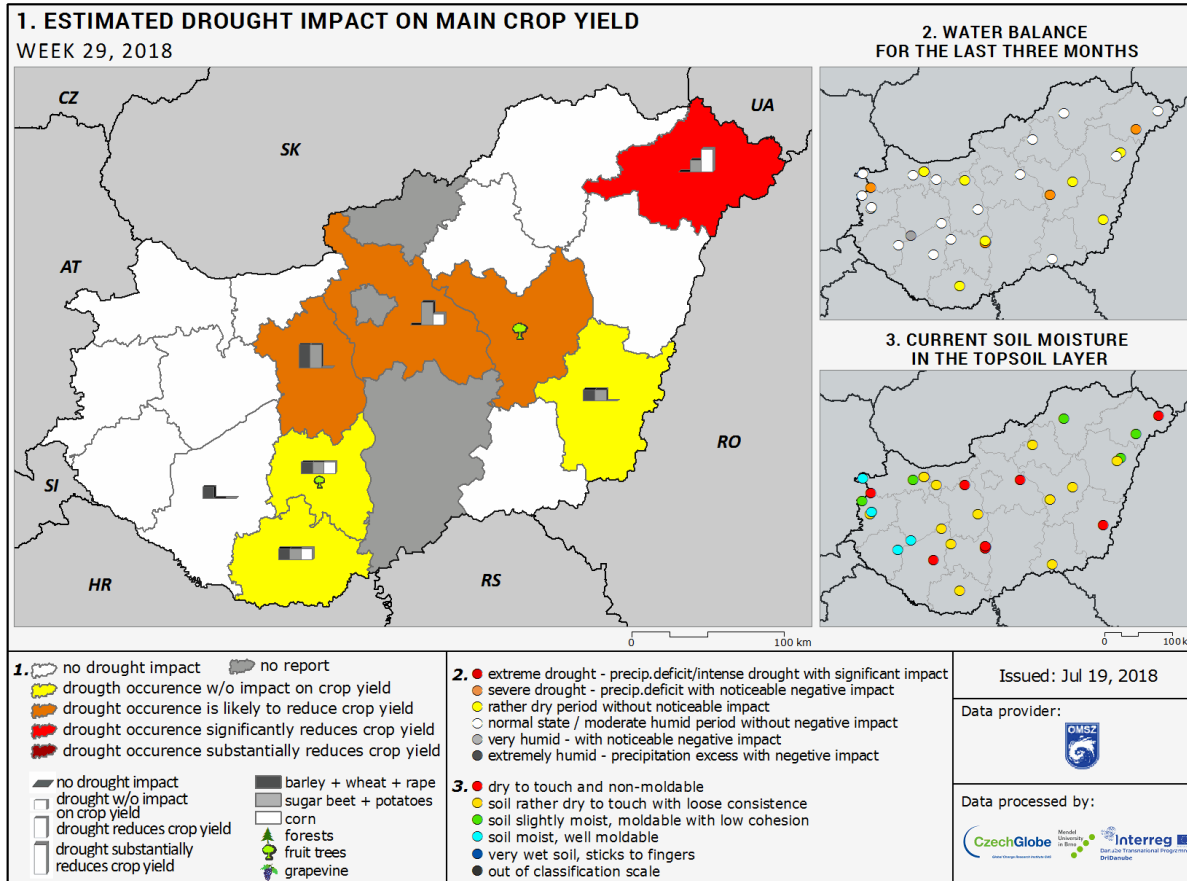 1. ESTIMATED DROUGHT IMPACT ON MAIN CROP YIELD
WEEK 29, 2018
CZ
SK
UA
AT
SI
HR
RS
RO
0
100 km
2. WATER BALANCE
FOR THE LAST THREE MONTHS
3. CURRENT SOIL MOISTURE
IN THE TOPSOIL LAYER
0
100 k
1. no drought impact
no report
drougth occurence w/o impact on crop yield
drought occurence is likely to reduce crop yield
drought occurence significantly reduces crop yield
drought occurence substantially reduces crop yield
no drought impact
drought w/o impact
on crop yield
drought reduces crop yield
drought substantially
reduces crop yield
barley + wheat + rape
sugar beet + potatoes
corn
forests
fruit trees
grapevine
2. extreme drought - precip.deficit/intense drought with significant impact
severe drought - precip.deficit with noticeable negative impact
rather dry period without noticeable impact
normal state / moderate humid period without negative impact
very humid - with noticeable negative impact
extremely humid - precipitation excess with negetive impact
3. dry to touch and non-moldable
soil rather dry to touch with loose consistence
soil slightly moist, moldable with low cohesion
soil moist, well moldable
very wet soil, sticks to fingers
out of classification scale
Issued: Jul 19, 2018
Data provider:
OMSZ
Data processed by:
CzechGlobe
Mendel
University
in Brno
Interreg
Danube Transnational Programme
DriDanube